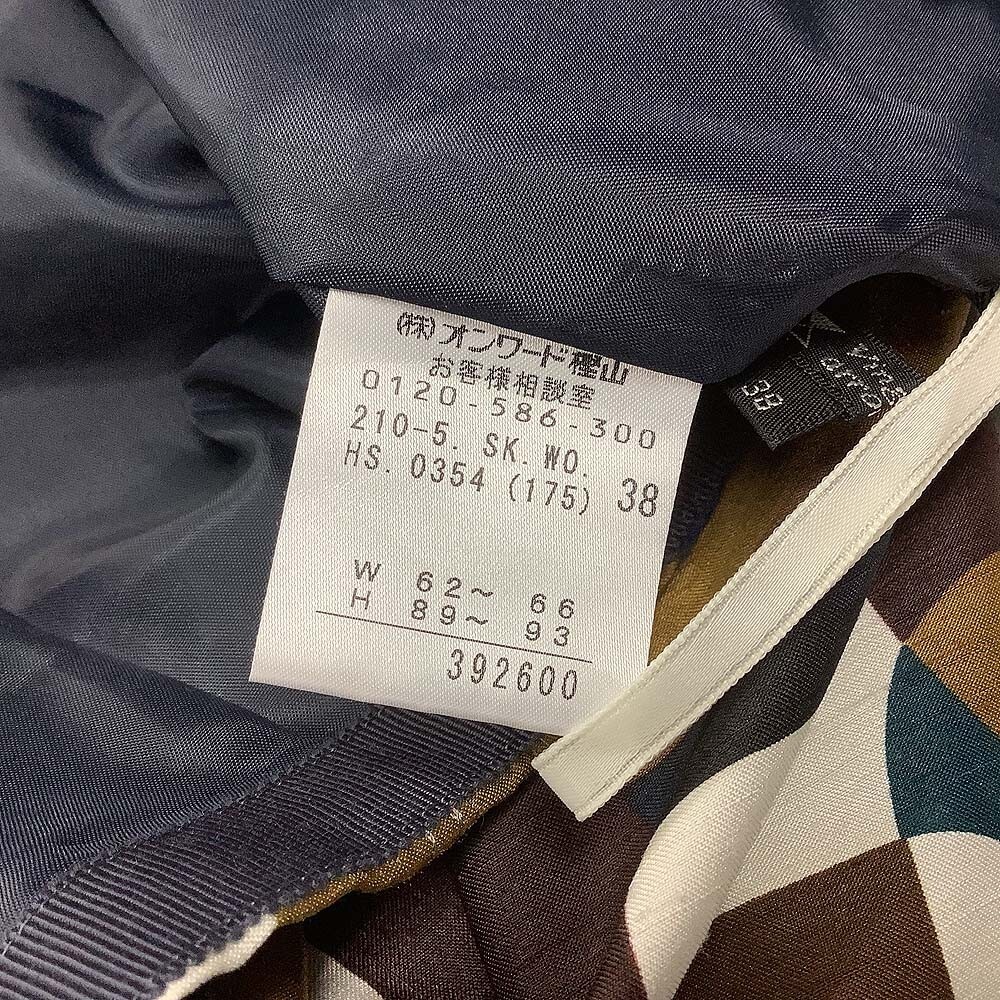 (株)オンワード樫山
お客様相談室
0120-586-300
210-5. SK. WO.
HS. 0354 (175) 38
W 62～ 66
H 89～ 93
392600
38